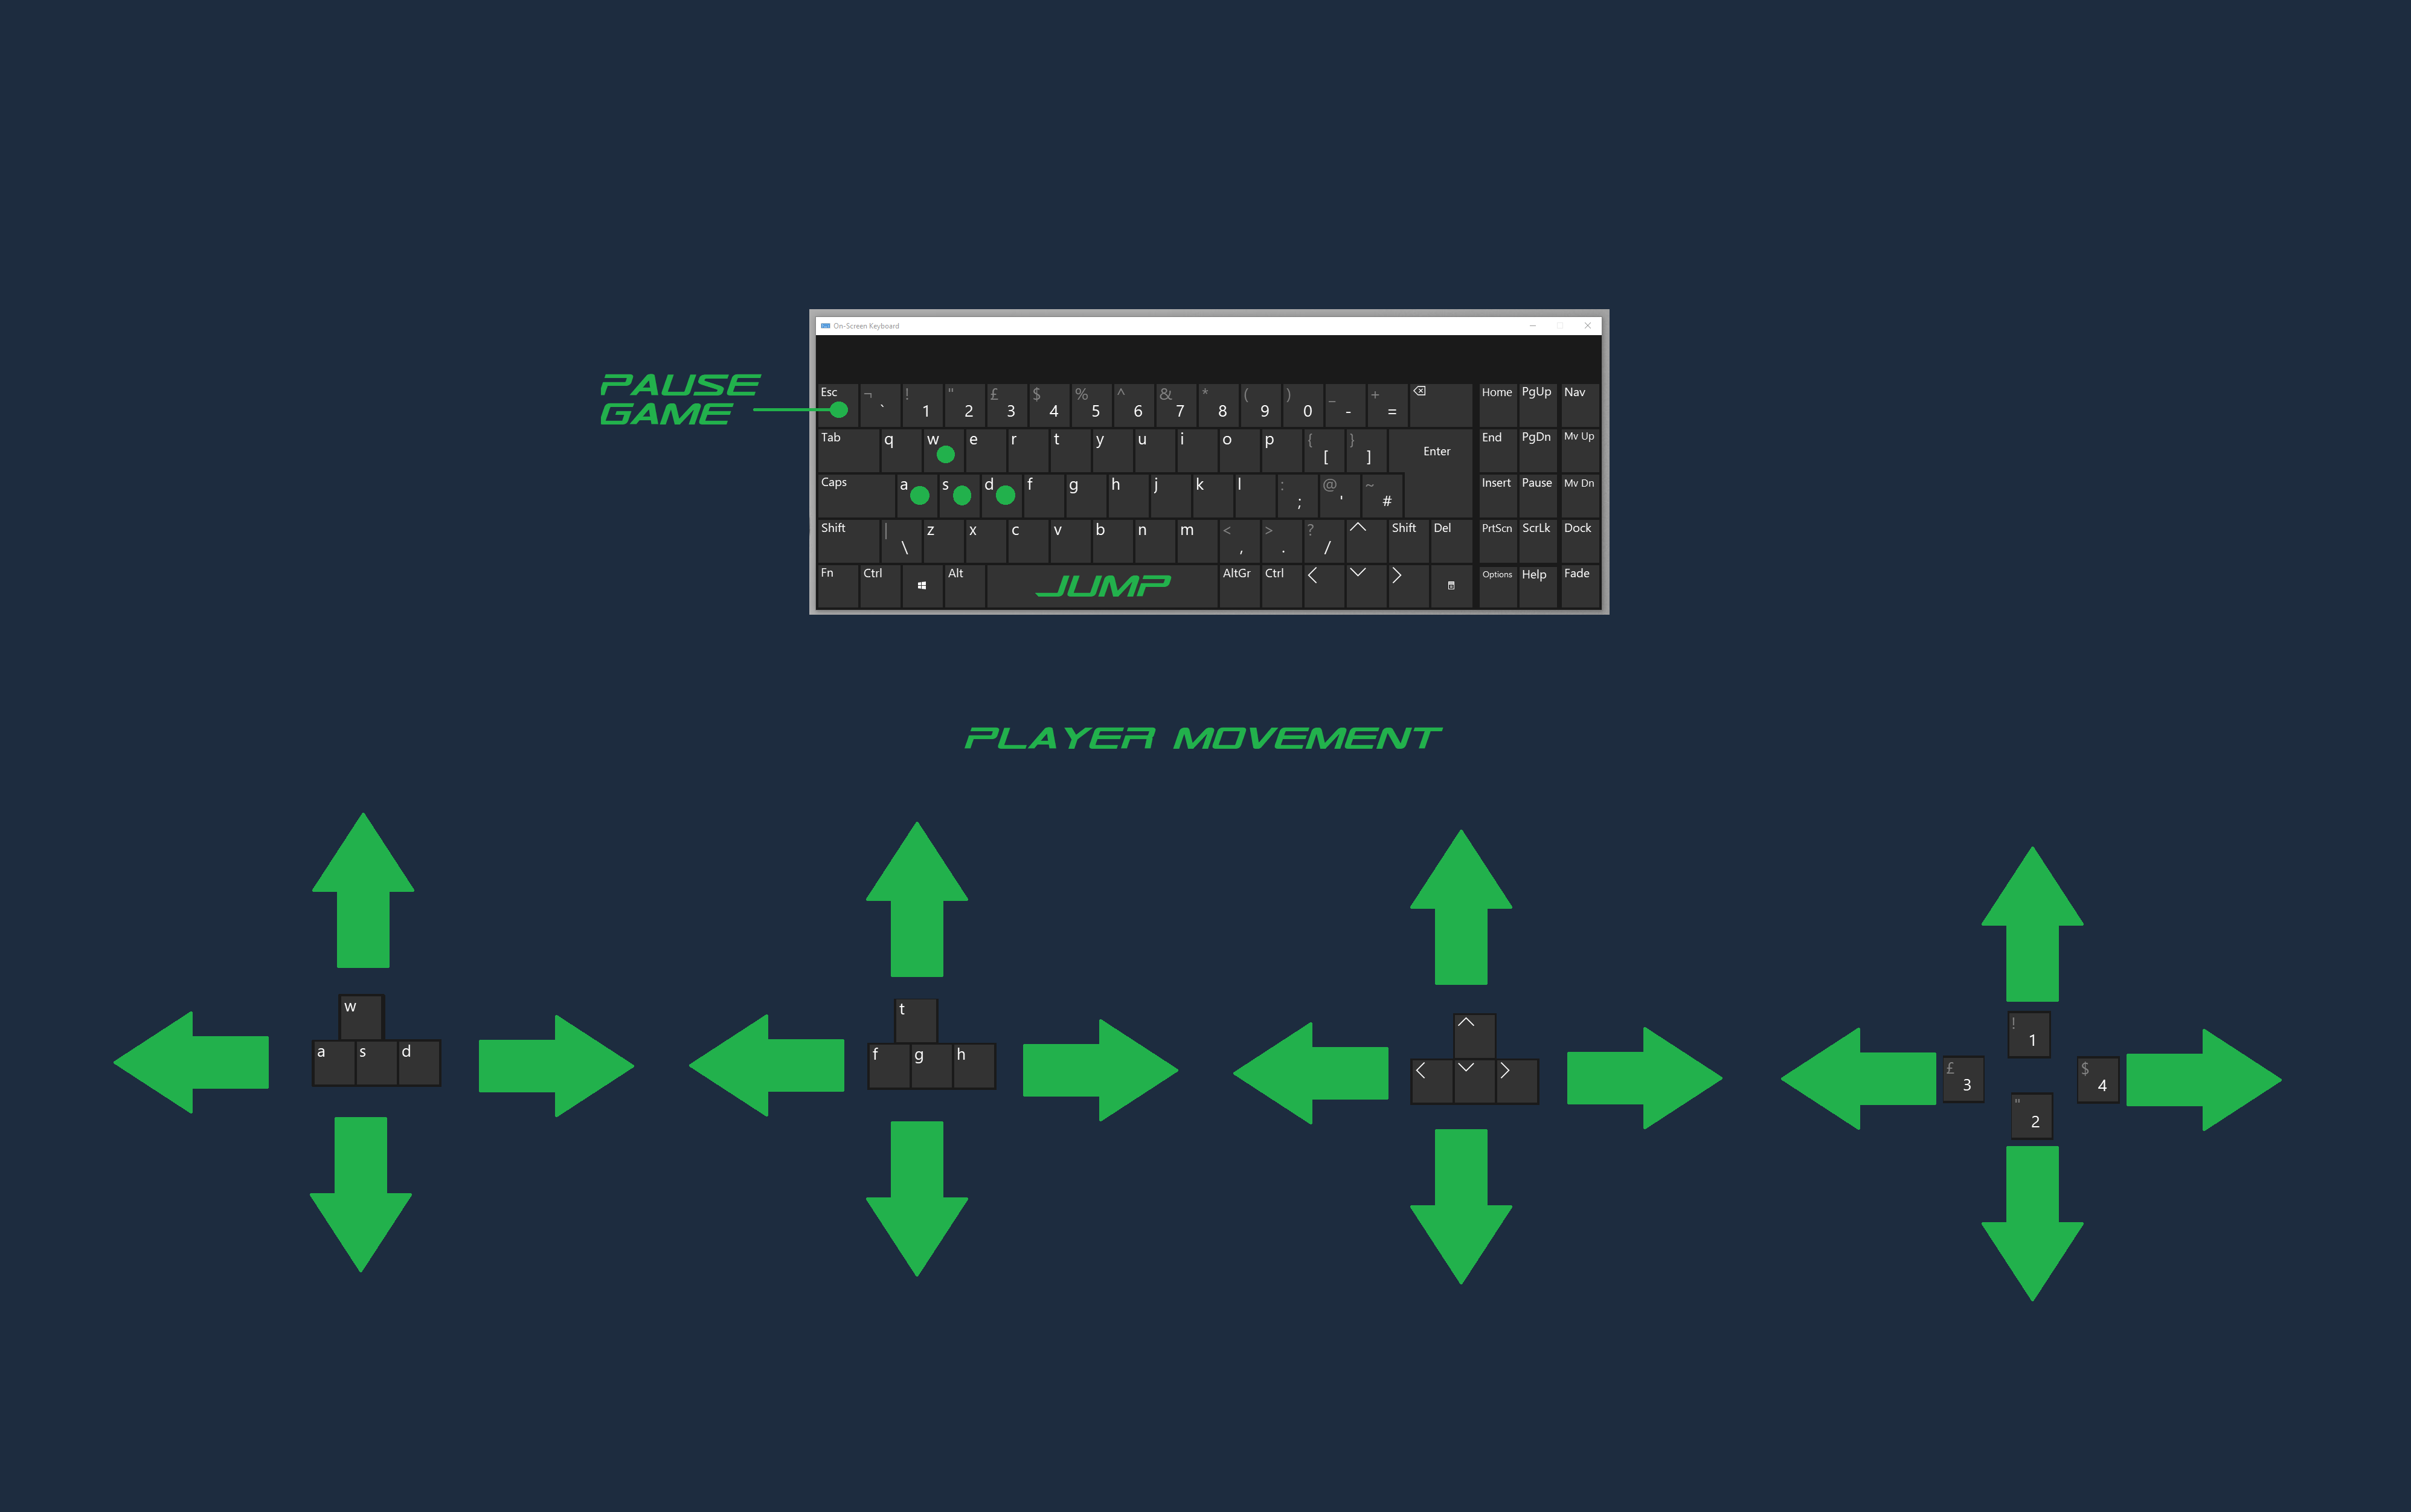 On-Screen Keyboard
PAUSE
GAME
Esc ¬ ` ! 1 " 2 £ 3 $ 4 % 5 ^ 6 & 7 * 8 ( 9 ) 0 _ - + = Home PgUp Nav
Tab q w e r t y u i o p { [ } ] Enter End PgDn Mv Up
Caps a s d f g h j k l : ; @ ' ~ # Insert Pause Mv Dn
Shift | \ z x c v b n m < , > . ? / Shift Del PrtScn ScrLk Dock
Fn Ctrl Alt JUMP AltGr Ctrl Options Help Fade
PLAYER MOVEMENT
w
a s d
t
f g h
! 1
£ 3 $ 4
" 2